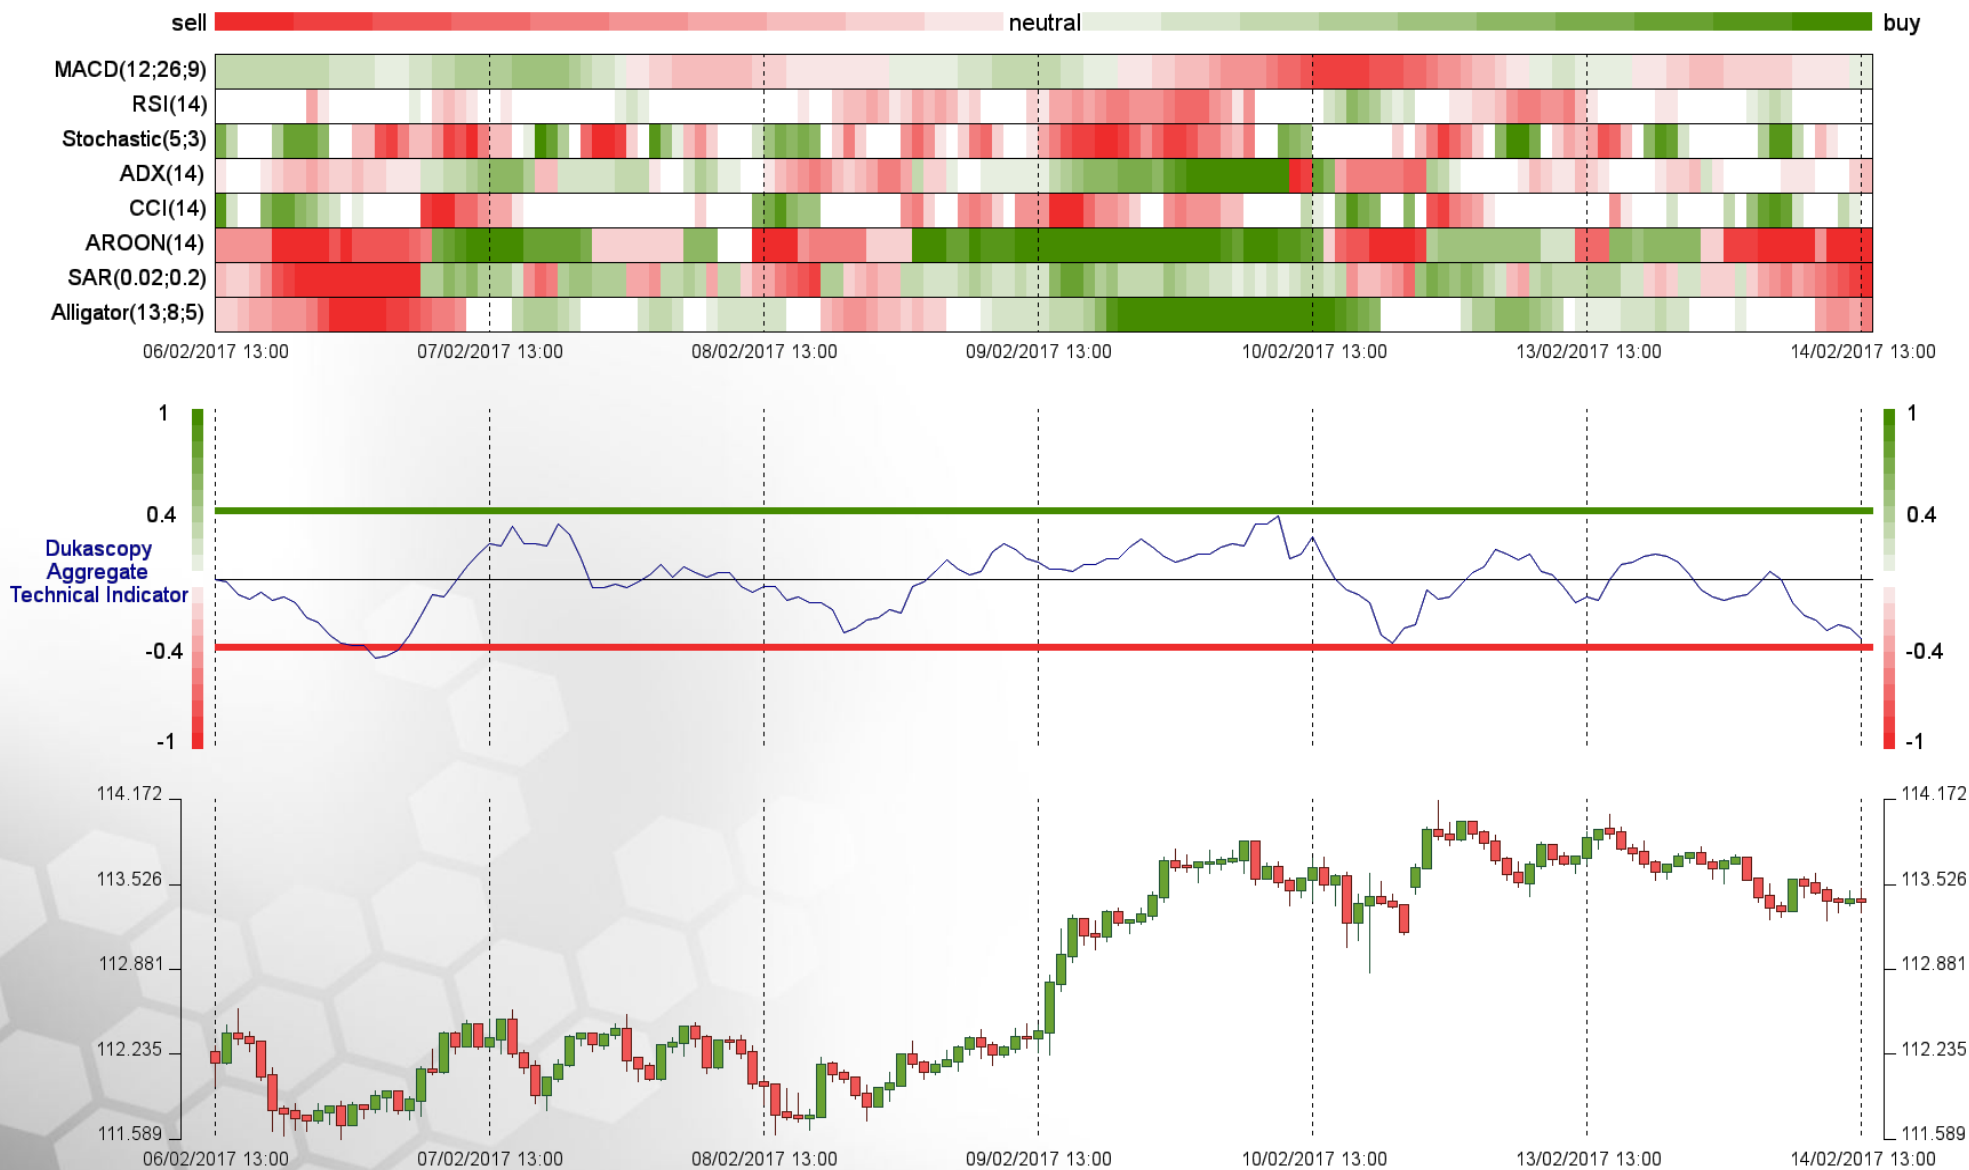 sell neutral buy
MACD(12;26;9)
RSI(14)
Stochastic(5;3)
ADX(14)
CCI(14)
AROON(14)
SAR(0.02;0.2)
Alligator(13;8;5)
06/02/2017 13:00 07/02/2017 13:00 08/02/2017 13:00 09/02/2017 13:00 10/02/2017 13:00 13/02/2017 13:00 14/02/2017 13:00
1 1
0.4 0.4
Dukascopy
Aggregate
Technical Indicator
-0.4 -0.4
-1 -1
114.172 114.172
113.526 113.526
112.881 112.881
112.235 112.235
111.589 111.589
06/02/2017 13:00 07/02/2017 13:00 08/02/2017 13:00 09/02/2017 13:00 10/02/2017 13:00 13/02/2017 13:00 14/02/2017 13:00